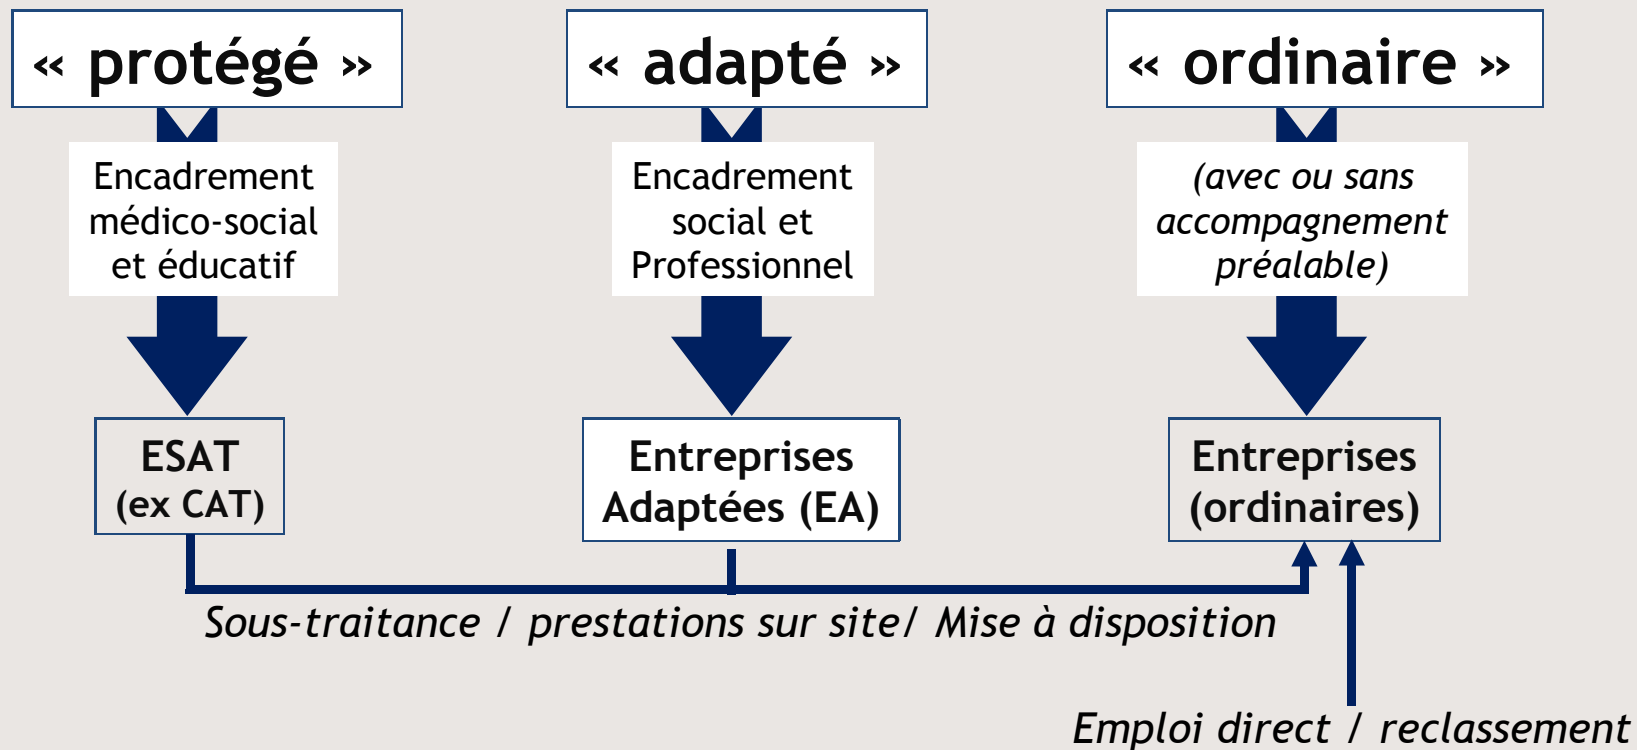 « protégé »
Encadrement
médico-social
et éducatif
ESAT
(ex CAT)
« adapté »
Encadrement
social et
Professionnel
Entreprises
Adaptées (EA)
« ordinaire »
(avec ou sans
accompagnement
préalable)
Entreprises
(ordinaires)
Sous-traitance / prestations sur site/ Mise à disposition
Emploi direct / reclassement